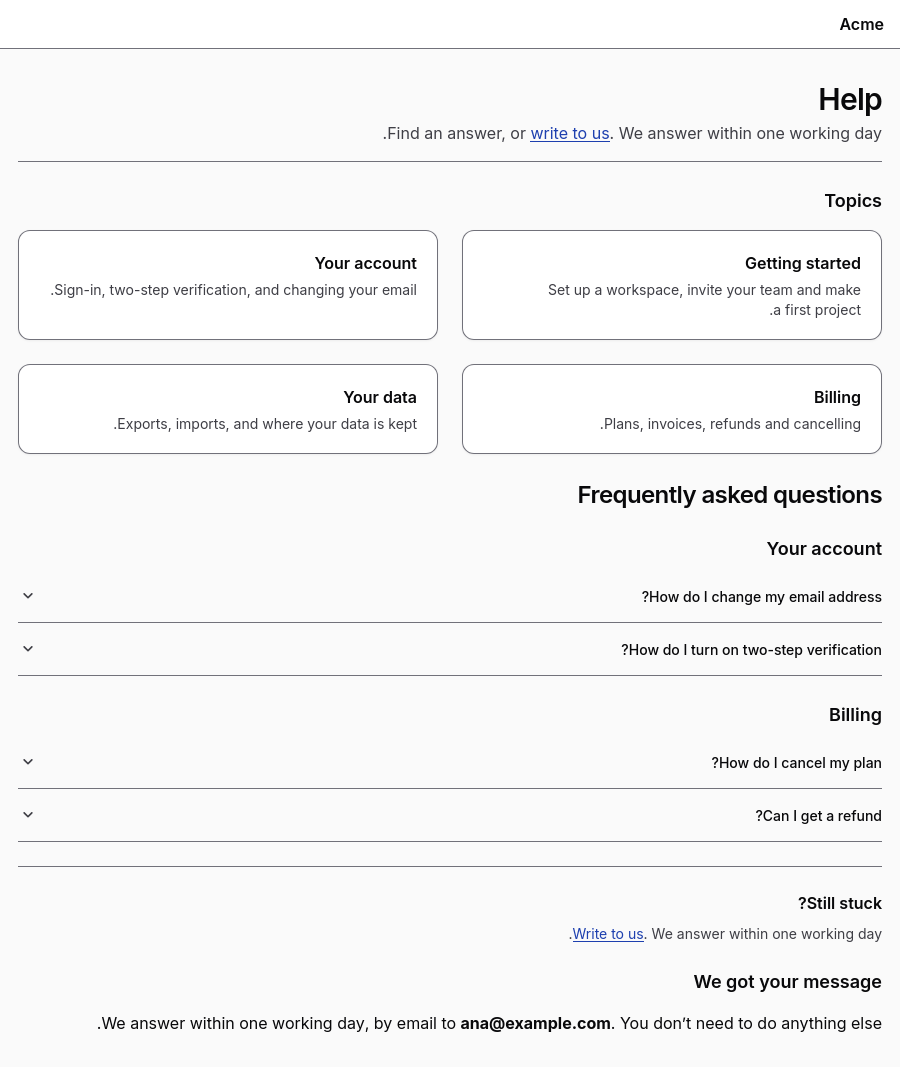 Acme
Help
.Find an answer, or write to us. We answer within one working day
Topics
Getting started
Set up a workspace, invite your team and make
.a first project
Your account
.Sign-in, two-step verification, and changing your email
Billing
.Plans, invoices, refunds and cancelling
Your data
.Exports, imports, and where your data is kept
Frequently asked questions
Your account
?How do I change my email address
?How do I turn on two-step verification
Billing
?How do I cancel my plan
?Can I get a refund
?Still stuck
.Write to us. We answer within one working day
We got your message
.We answer within one working day, by email to ana@example.com. You don’t need to do anything else